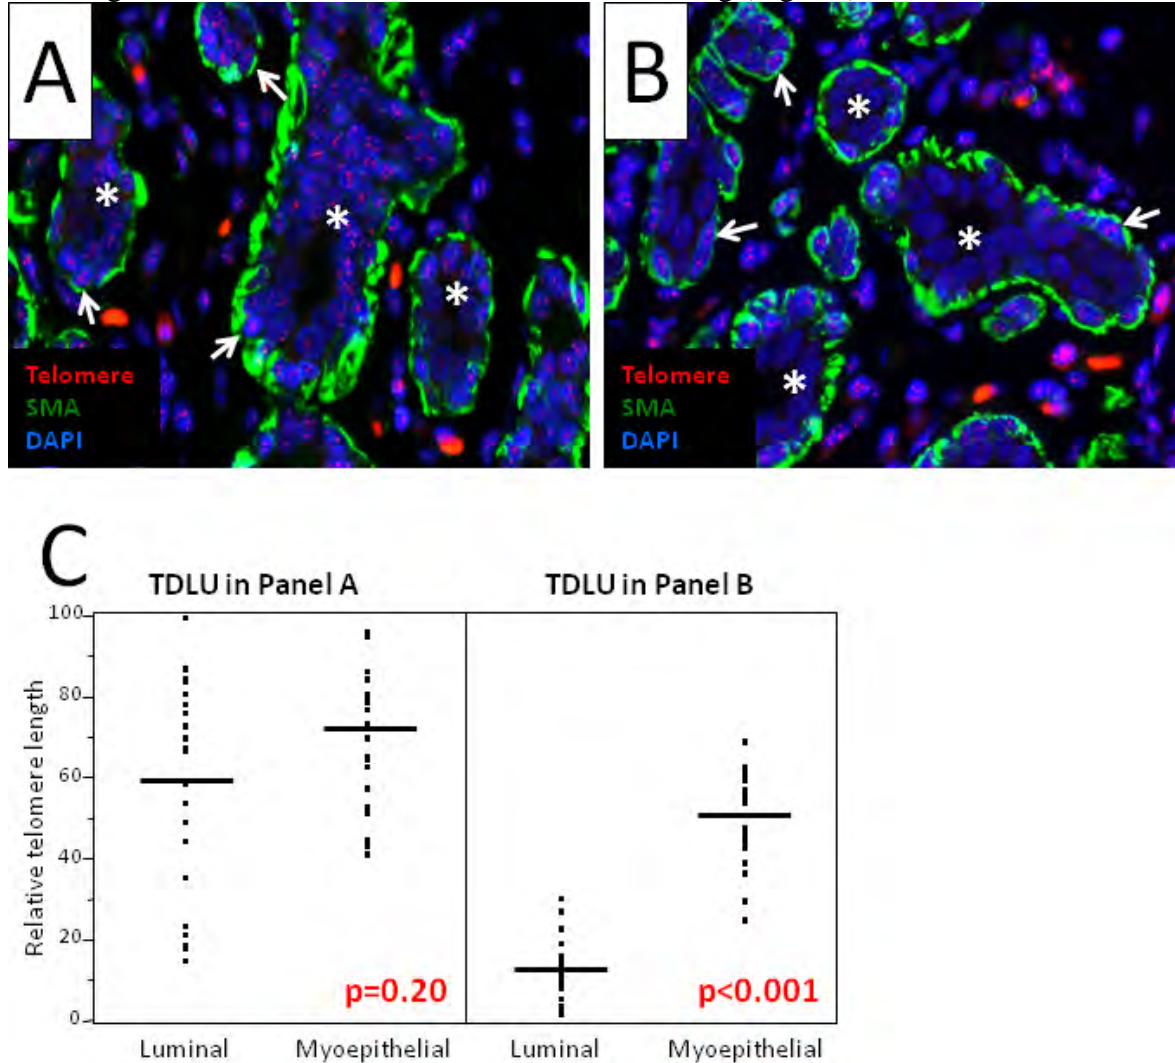 A
B
*
*
*
*
*
*
Telomere
SMA
DAPI
Telomere
SMA
DAPI
C
TDLU in Panel A
TDLU in Panel B
Relative telomere length
100
80
60
40
20
0
p=0.20
p<0.001
Luminal
Myoepithelial
Luminal
Myoepithelial